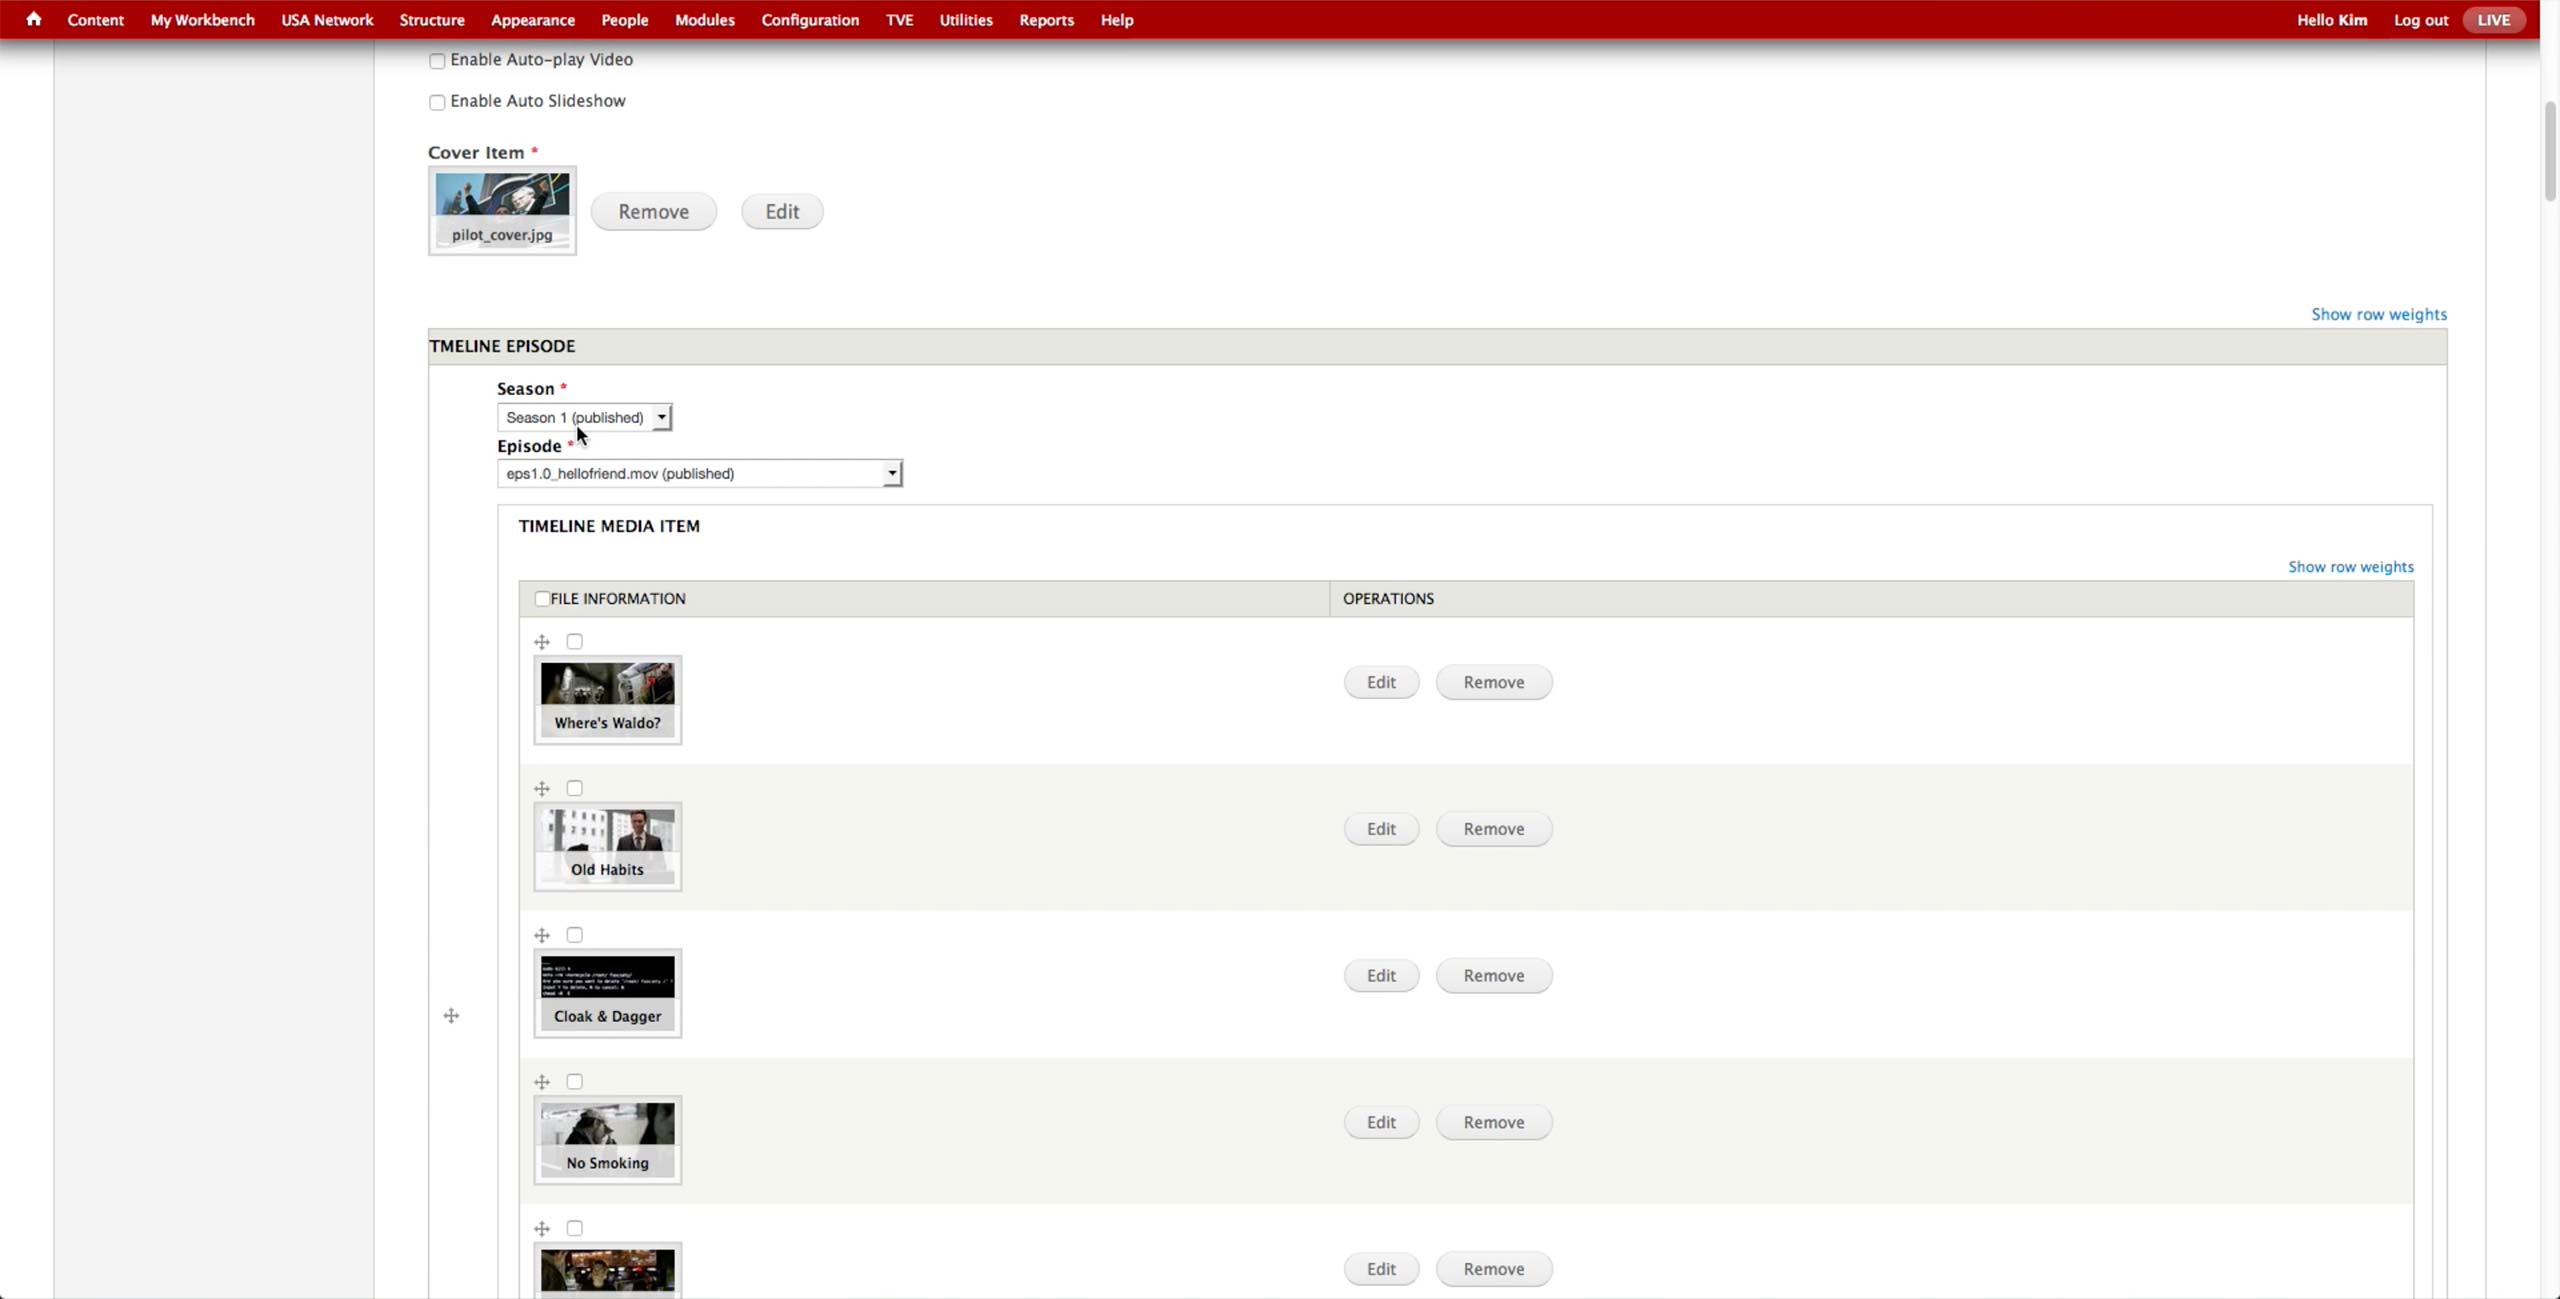 Content My Workbench USA Network Structure Appearance People Modules Configuration TVE Utilities Reports Help Hello Kim Log out LIVE
Enable Auto-play Video
Enable Auto Slideshow
Cover Item *
pilot_cover.jpg Remove Edit
Show row weights
TMELINE EPISODE
Season *
Season 1 (published)
Episode *
eps1.0_hellofriend.mov (published)
TIMELINE MEDIA ITEM
Show row weights
FILE INFORMATION OPERATIONS
Where's Waldo? Edit Remove
Old Habits Edit Remove
Cloak & Dagger Edit Remove
No Smoking Edit Remove
Edit Remove